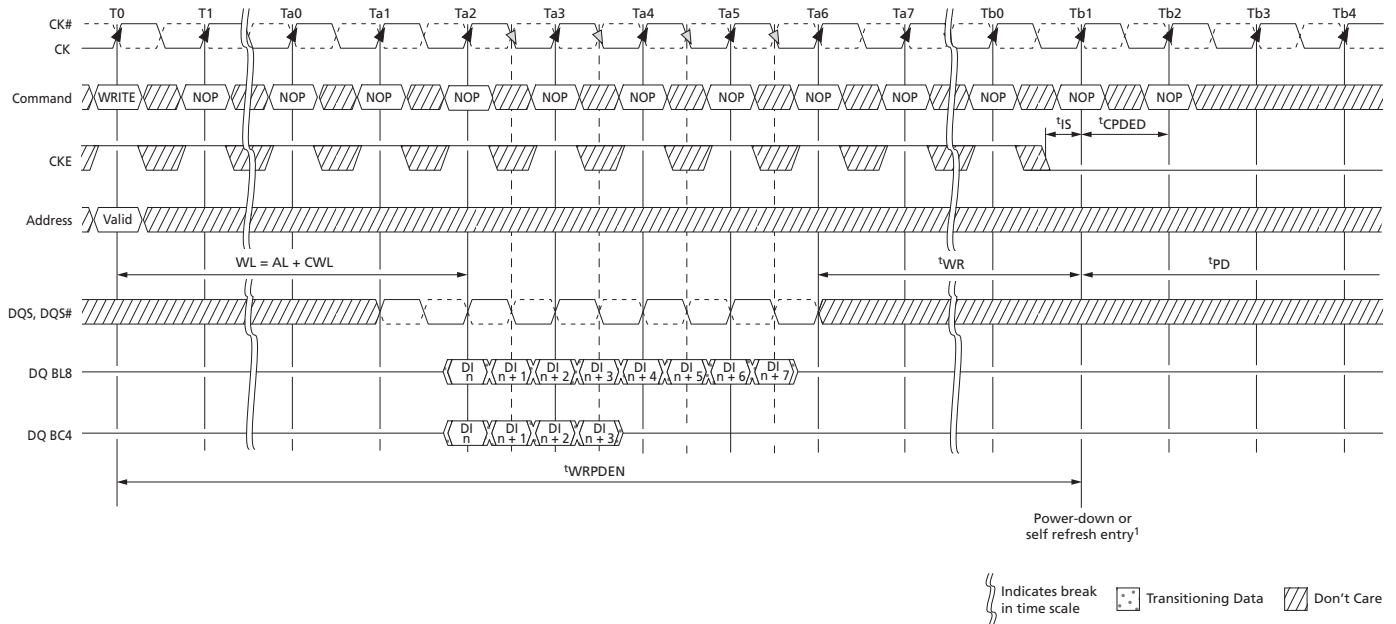 T0 T1 Ta0 Ta1 Ta2 Ta3 Ta4 Ta5 Ta6 Ta7 Tb0 Tb1 Tb2 Tb3 Tb4
CK#
CK
Command WRITE NOP NOP NOP NOP NOP NOP NOP NOP NOP NOP NOP NOP
tIS tCPDED
CKE
Address Valid
WL = AL + CWL tWR tPD
DQS, DQS#
DQ BL8 DI n DI n + 1 DI n + 2 DI n + 3 DI n + 4 DI n + 5 DI n + 6 DI n + 7
DQ BC4 DI n DI n + 1 DI n + 2 DI n + 3
tWRPDEN
Power-down or
self refresh entry1
Indicates break
in time scale
Transitioning Data
Don't Care